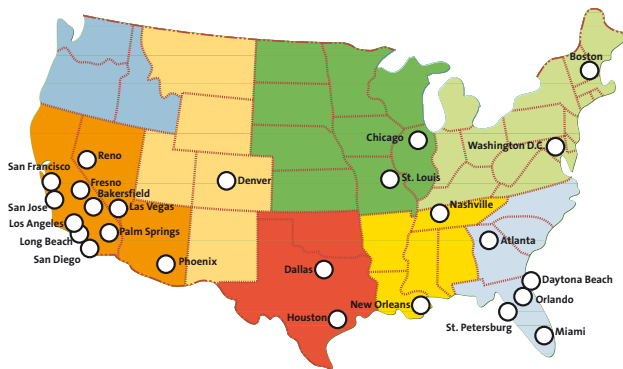 Boston
Chicago
Washington D.C.
Reno
San Francisco
Denver
St. Louis
Fresno
Bakersfield
San Jose
Las Vegas
Nashville
Los Angeles
Palm Springs
Long Beach
Atlanta
San Diego
Phoenix
Dallas
Daytona Beach
New Orleans
Orlando
Houston
St. Petersburg
Miami